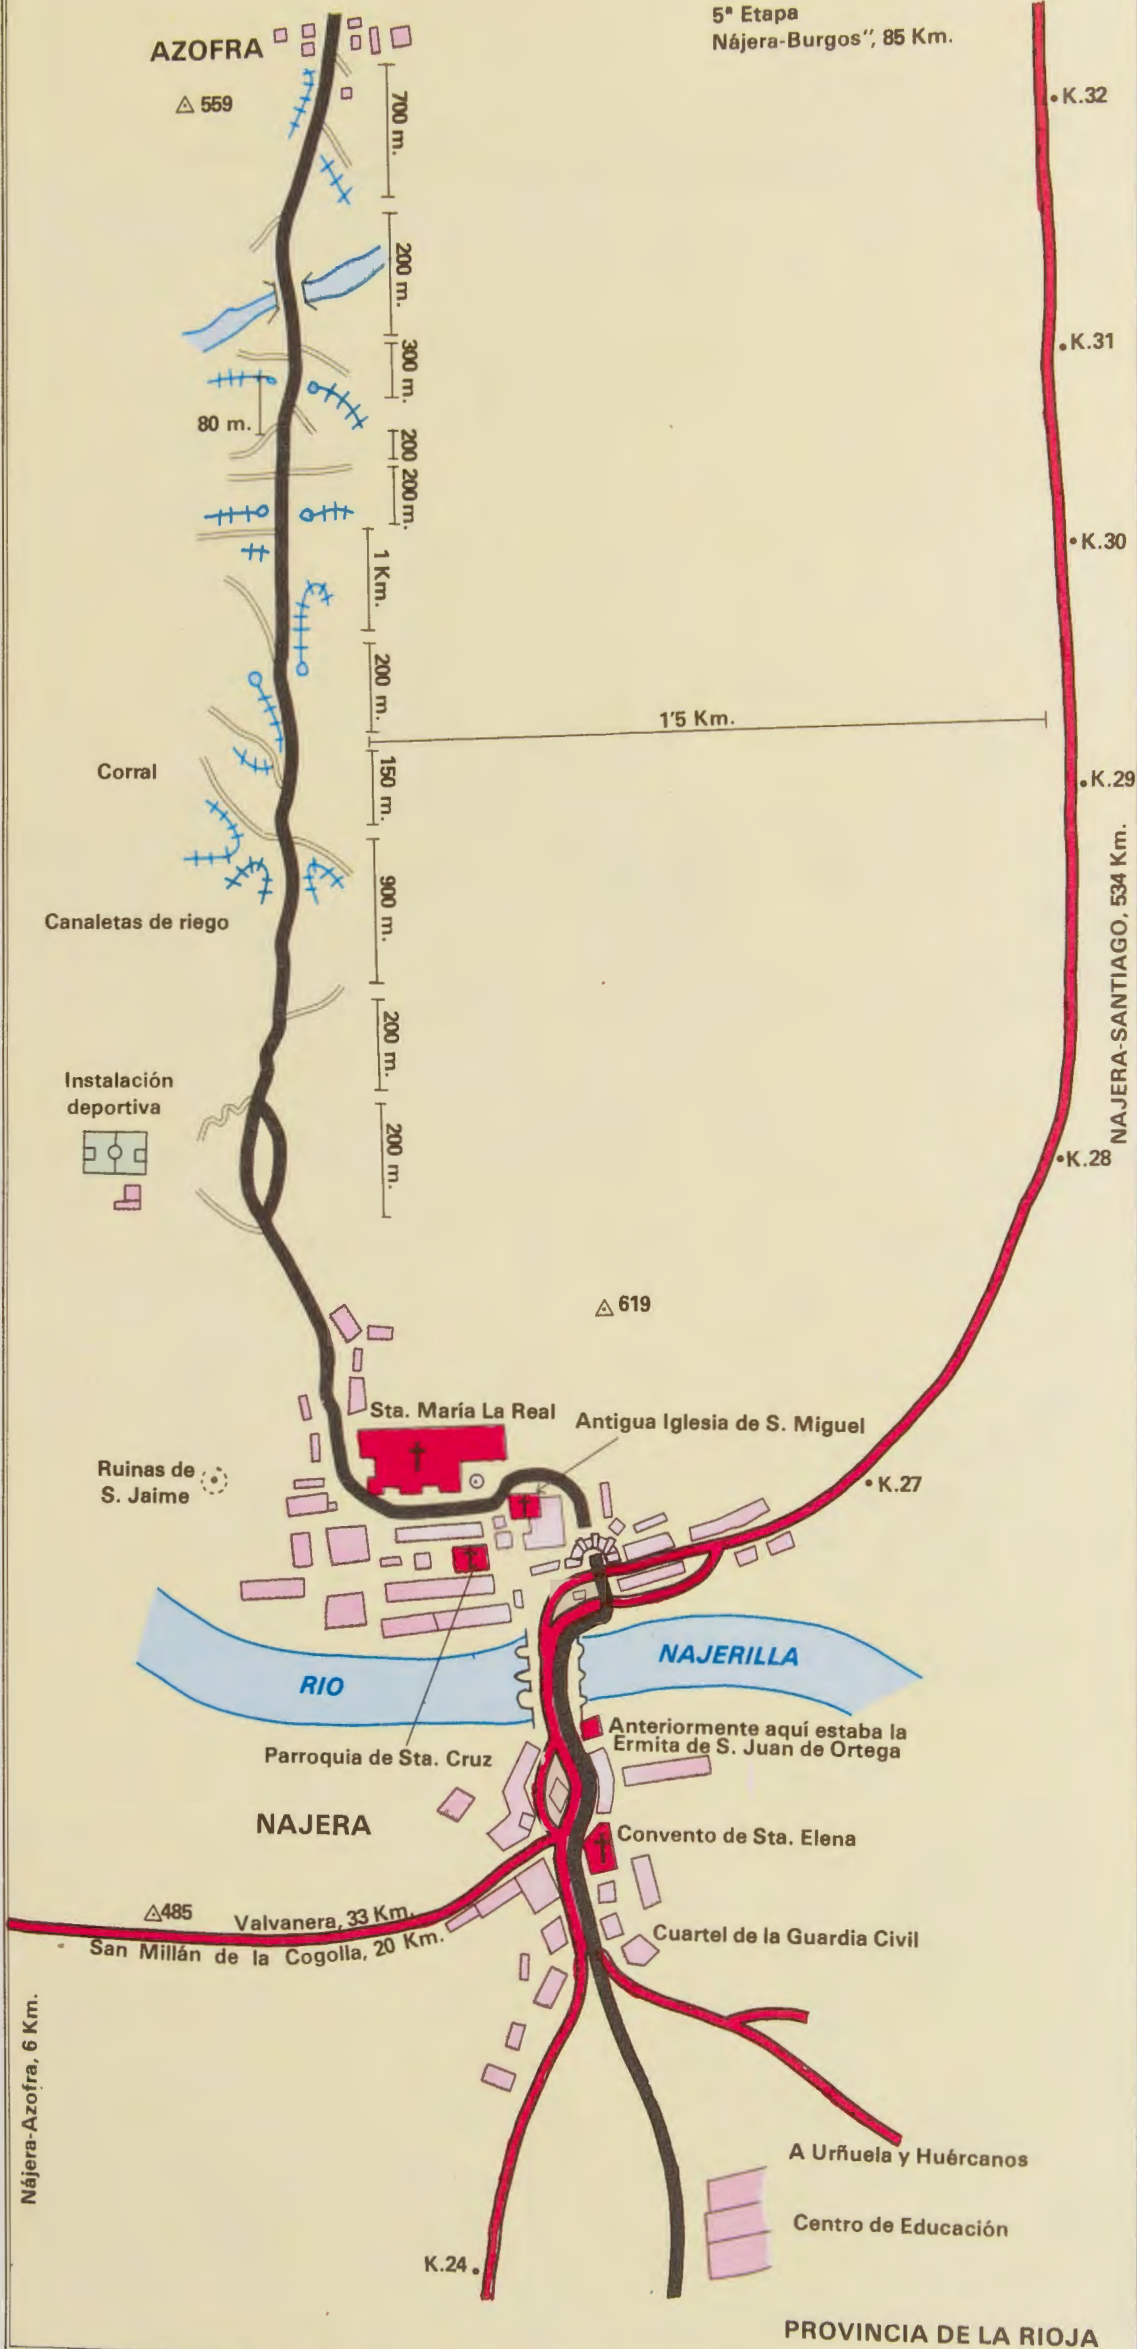 5ª Etapa
Nájera-Burgos", 85 Km.
AZOFRA
559
700 m.
K.32
200 m.
K.31
300 m.
80 m.
200
200 m.
K.30
1 Km.
200 m.
1'5 Km.
Corral
150 m.
K.29
900 m.
Canaletas de riego
NAJERA-SANTIAGO, 534 Km.
200 m.
Instalación
deportiva
200 m.
K.28
619
Sta. María La Real
Antigua Iglesia de S. Miguel
Ruinas de
S. Jaime
K.27
RIO
NAJERILLA
Anteriormente aquí estaba la
Ermita de S. Juan de Ortega
Parroquia de Sta. Cruz
NAJERA
Convento de Sta. Elena
485
Valvanera, 33 Km.
San Millán de la Cogolla, 20 Km.
Cuartel de la Guardia Civil
Nájera-Azofra, 6 Km.
A Urñuela y Huércanos
Centro de Educación
K.24
PROVINCIA DE LA RIOJA